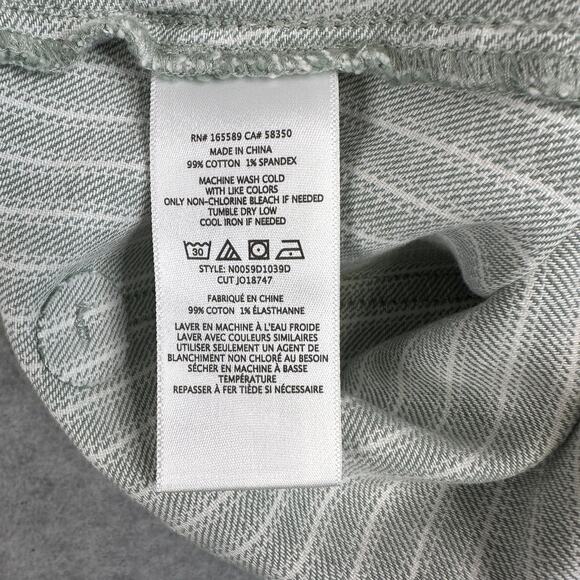 RN# 165589 CA# 58350
MADE IN CHINA
99% COTTON 1% SPANDEX
MACHINE WASH COLD
WITH LIKE COLORS
ONLY NON-CHLORINE BLEACH IF NEEDED
TUMBLE DRY LOW
COOL IRON IF NEEDED
30
STYLE: N0059D1039D
CUT JO18747
FABRIQUÉ EN CHINE
99% COTON 1% ÉLASTHANNE
LAVER EN MACHINE À L'EAU FROIDE
LAVER AVEC COULEURS SIMILAIRES
UTILISER SEULEMENT UN AGENT DE
BLANCHIMENT NON CHLORÉ AU BESOIN
SÉCHER EN MACHINE À BASSE
TEMPÉRATURE
REPASSER À FER TIÈDE SI NÉCESSAIRE